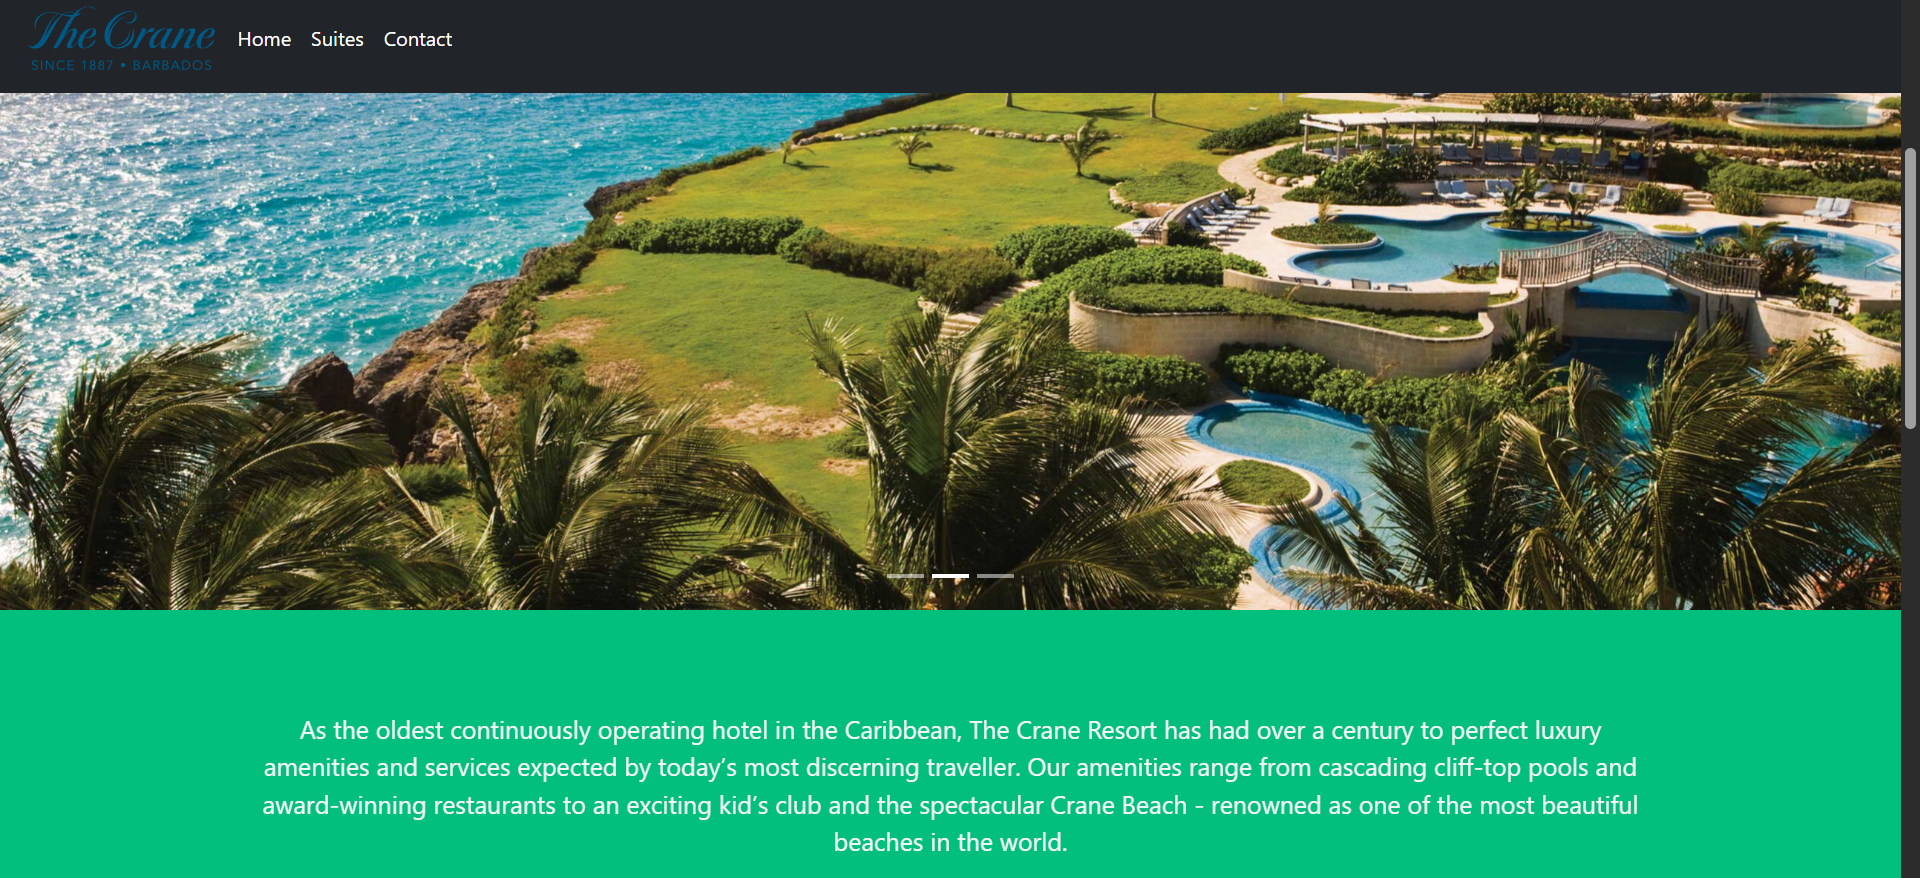 The Crane
SINCE 1887 • BARBADOS
Home Suites Contact
As the oldest continuously operating hotel in the Caribbean, The Crane Resort has had over a century to perfect luxury
amenities and services expected by today’s most discerning traveller. Our amenities range from cascading cliff-top pools and
award-winning restaurants to an exciting kid’s club and the spectacular Crane Beach - renowned as one of the most beautiful
beaches in the world.